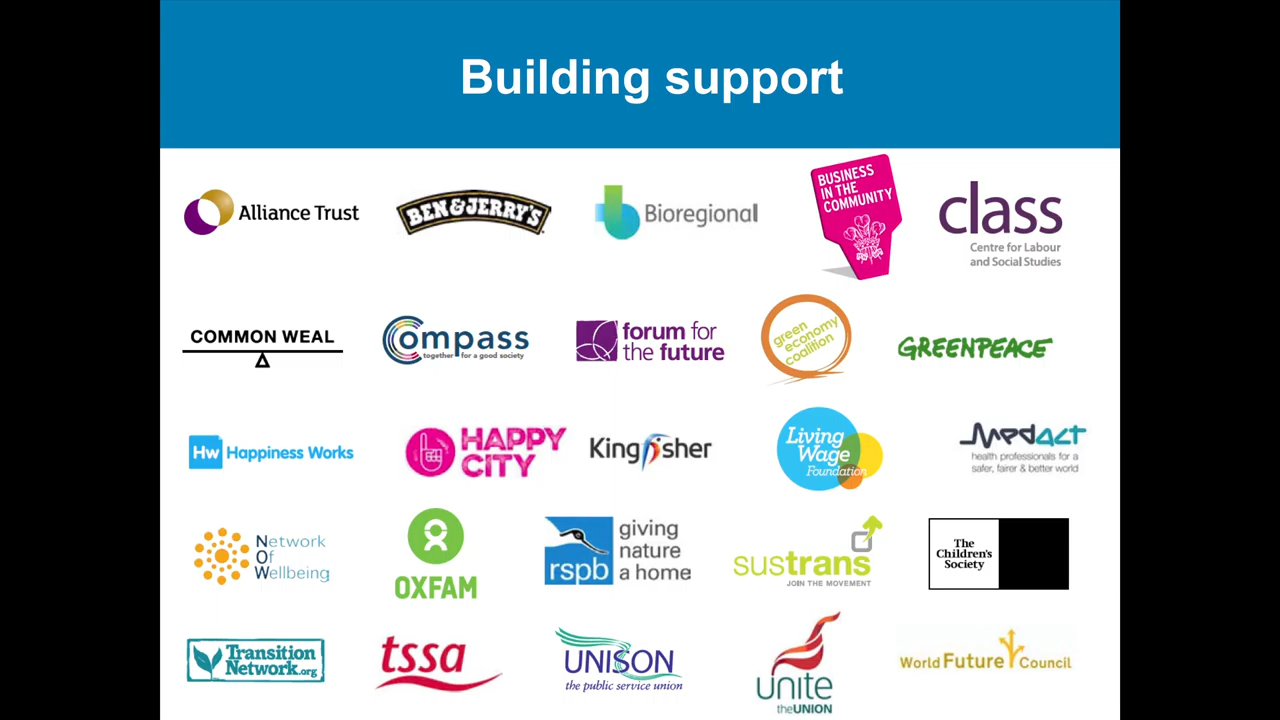 Building support
Alliance Trust
BEN & JERRY'S
Bioregional
BUSINESS
IN THE
COMMUNITY
class
Centre for Labour
and Social Studies
COMMON WEAL
Compass
together for a good society
forum for
the future
green
economy
coalition
GREENPEACE
Hw Happiness Works
HAPPY
CITY
Kingfisher
Living
Wage
Foundation
Medact
health professionals for a
safer, fairer & better world
Network
Of
Wellbeing
OXFAM
rspb
giving
nature
a home
sustrans
JOIN THE MOVEMENT
The
Children's
Society
Transition
Network.org
tssa
UNISON
the public service union
unite
theUNION
World Future Council